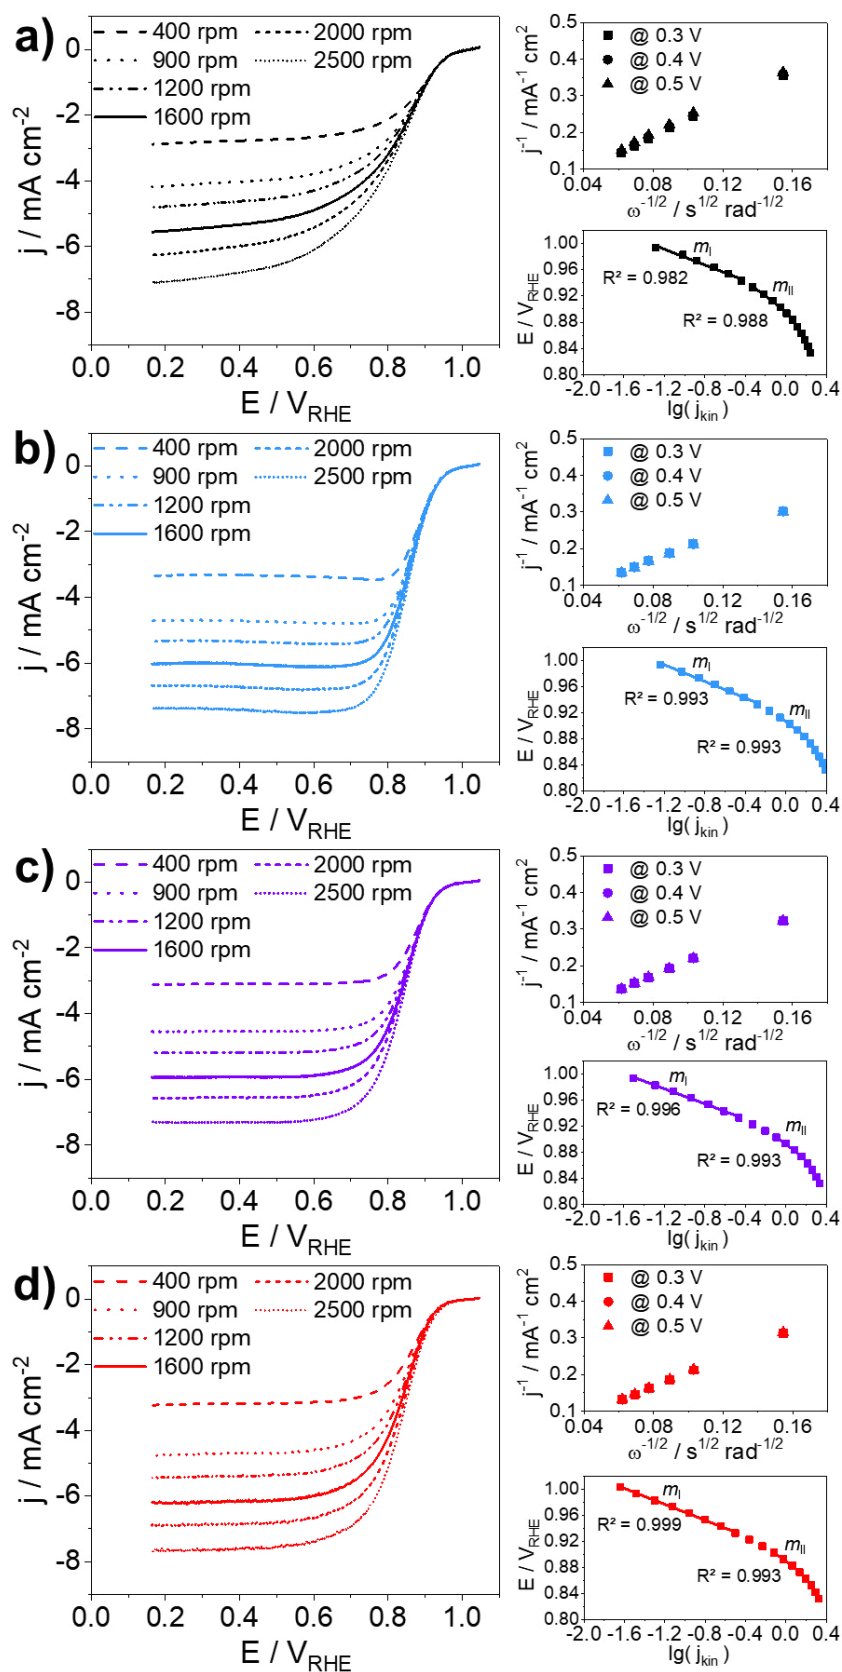 a)
400 rpm 2000 rpm
900 rpm 2500 rpm
1200 rpm
1600 rpm
0
-2
-4
-6
-8
j / mA cm-2
0.0 0.2 0.4 0.6 0.8 1.0
E / VRHE
@ 0.3 V
@ 0.4 V
@ 0.5 V
0.5
0.4
0.3
0.2
0.1
j-1 / mA-1 cm2
0.04 0.08 0.12 0.16
ω-1/2 / s1/2 rad-1/2
1.00
0.96
0.92
0.88
0.84
0.80
E / VRHE
mI
R² = 0.982
mII
R² = 0.988
-2.0 -1.6 -1.2 -0.8 -0.4 0.0 0.4
lg( jkin)
b)
400 rpm 2000 rpm
900 rpm 2500 rpm
1200 rpm
1600 rpm
0
-2
-4
-6
-8
j / mA cm-2
0.0 0.2 0.4 0.6 0.8 1.0
E / VRHE
@ 0.3 V
@ 0.4 V
@ 0.5 V
0.5
0.4
0.3
0.2
0.1
j-1 / mA-1 cm2
0.04 0.08 0.12 0.16
ω-1/2 / s1/2 rad-1/2
1.00
0.96
0.92
0.88
0.84
0.80
E / VRHE
mI
R² = 0.993
mII
R² = 0.993
-2.0 -1.6 -1.2 -0.8 -0.4 0.0 0.4
lg( jkin)
c)
400 rpm 2000 rpm
900 rpm 2500 rpm
1200 rpm
1600 rpm
0
-2
-4
-6
-8
j / mA cm-2
0.0 0.2 0.4 0.6 0.8 1.0
E / VRHE
@ 0.3 V
@ 0.4 V
@ 0.5 V
0.5
0.4
0.3
0.2
0.1
j-1 / mA-1 cm2
0.04 0.08 0.12 0.16
ω-1/2 / s1/2 rad-1/2
1.00
0.96
0.92
0.88
0.84
0.80
E / VRHE
mI
R² = 0.996
mII
R² = 0.993
-2.0 -1.6 -1.2 -0.8 -0.4 0.0 0.4
lg( jkin)
d)
400 rpm 2000 rpm
900 rpm 2500 rpm
1200 rpm
1600 rpm
0
-2
-4
-6
-8
j / mA cm-2
0.0 0.2 0.4 0.6 0.8 1.0
E / VRHE
@ 0.3 V
@ 0.4 V
@ 0.5 V
0.5
0.4
0.3
0.2
0.1
j-1 / mA-1 cm2
0.04 0.08 0.12 0.16
ω-1/2 / s1/2 rad-1/2
1.00
0.96
0.92
0.88
0.84
0.80
E / VRHE
mI
R² = 0.999
mII
R² = 0.993
-2.0 -1.6 -1.2 -0.8 -0.4 0.0 0.4
lg( jkin)